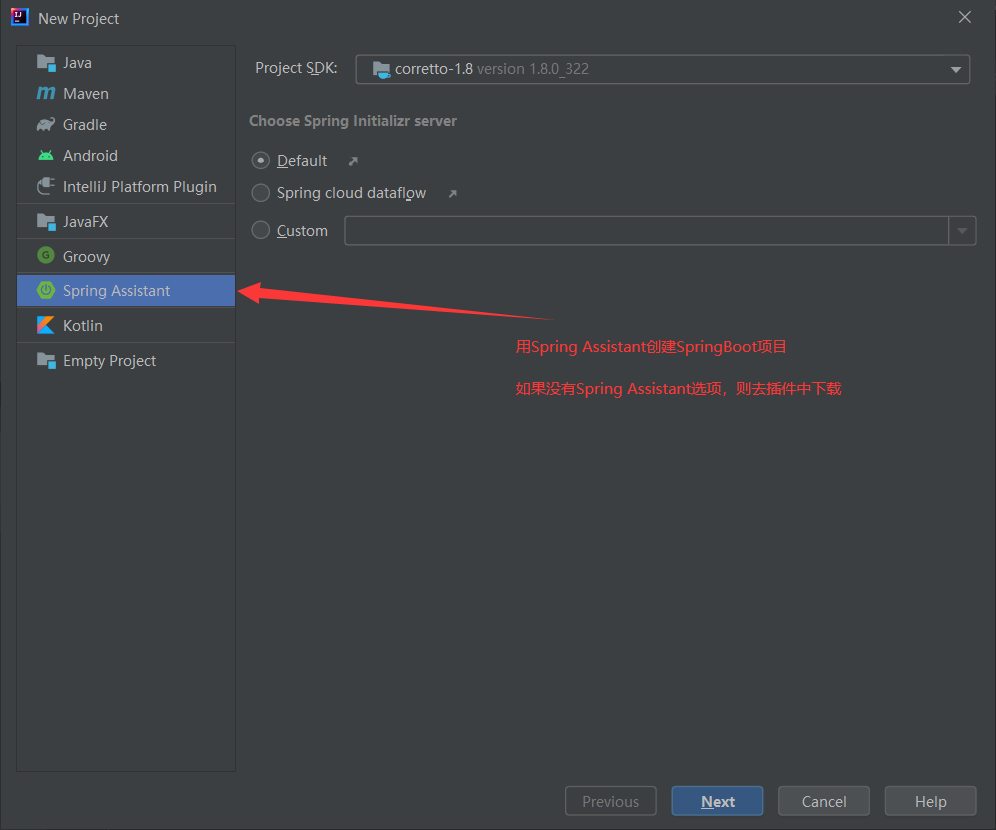 New Project
Java
Maven
Gradle
Android
IntelliJ Platform Plugin
JavaFX
Groovy
Spring Assistant
Kotlin
Empty Project
Project SDK: corretto-1.8 version 1.8.0_322
Choose Spring Initializr server
Default
Spring cloud dataflow
Custom
用Spring Assistant创建SpringBoot项目
如果没有Spring Assistant选项，则去插件中下载
Previous Next Cancel Help